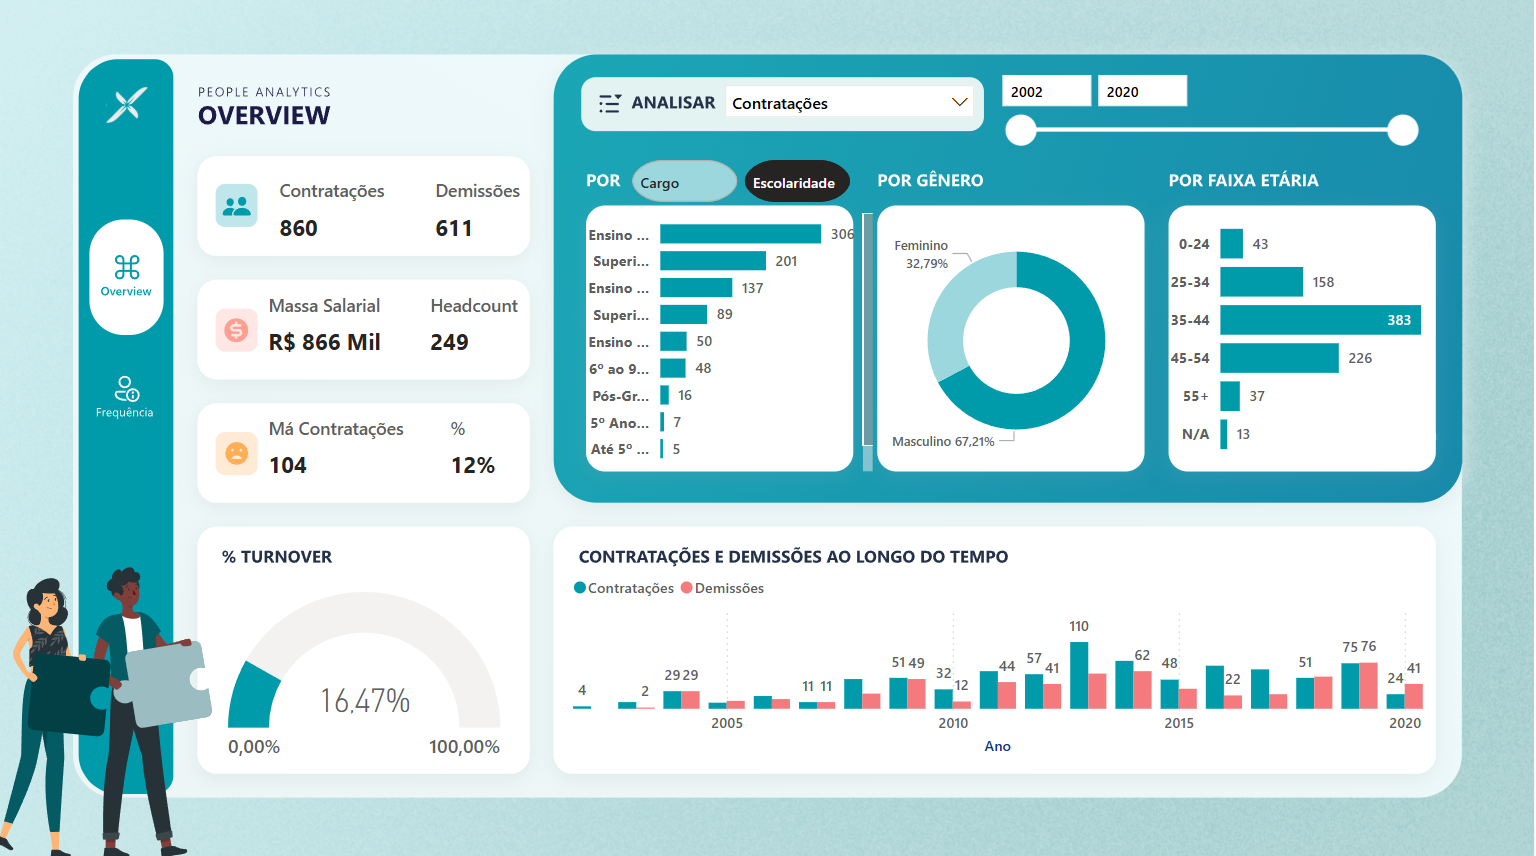 PEOPLE ANALYTICS
OVERVIEW
Overview
Frequência
Contratações Demissões
860 611
Massa Salarial Headcount
R$ 866 Mil 249
Má Contratações %
104 12%
ANALISAR Contratações
2002 2020
POR Cargo Escolaridade
Ensino ... 306
Superi... 201
Ensino ... 137
Superi... 89
Ensino ... 50
6º ao 9... 48
Pós-Gr... 16
5º Ano... 7
Até 5º ... 5
POR GÊNERO
Feminino
32,79%
Masculino 67,21%
POR FAIXA ETÁRIA
0-24 43
25-34 158
35-44 383
45-54 226
55+ 37
N/A 13
% TURNOVER
16,47%
0,00% 100,00%
CONTRATAÇÕES E DEMISSÕES AO LONGO DO TEMPO
Contratações Demissões
4 2 29 29 11 11 51 49 32 12 44 57 41 110 62 48 22 51 75 76 24 41
2005 2010 2015 2020
Ano